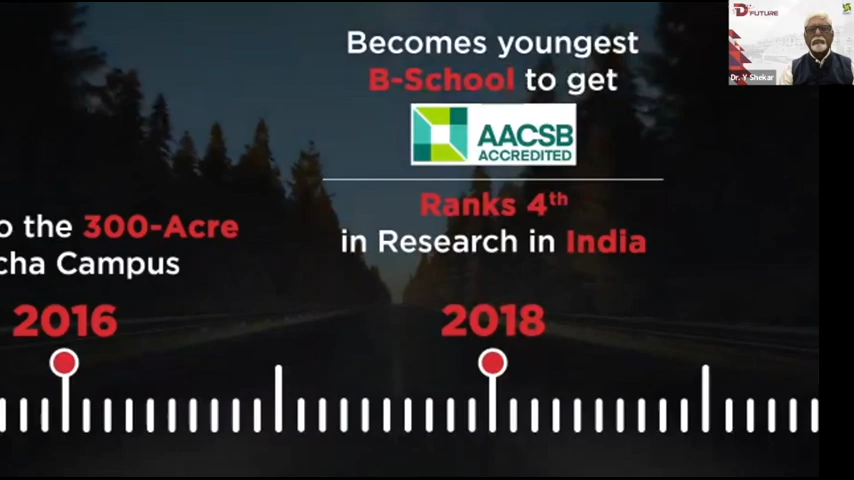 Becomes youngest
B-School to get
AACSB
ACCREDITED
Ranks 4th
in Research in India
o the 300-Acre
cha Campus
2016
2018
D FUTURE
Dr. Y Shekar